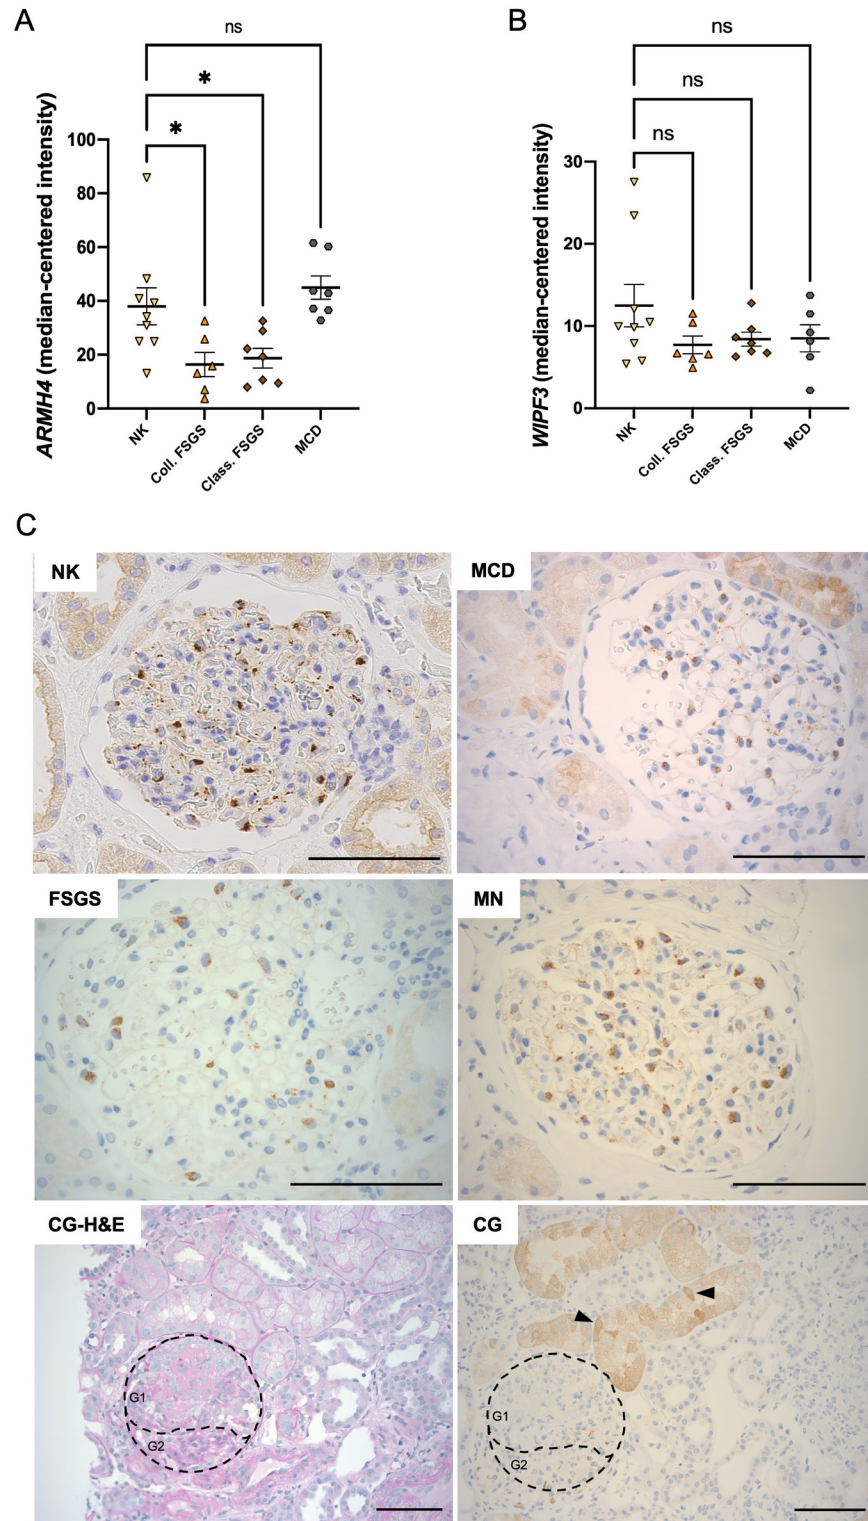 A
ns
*
*
ARMH4 (median-centered intensity)
100
80
60
40
20
0
NK
Coll. FSGS
Class. FSGS
MCD
B
ns
ns
ns
WIPF3 (median-centered intensity)
30
20
10
0
NK
Coll. FSGS
Class. FSGS
MCD
C
NK
MCD
FSGS
MN
CG-H&E
G1
G2
CG
G1
G2